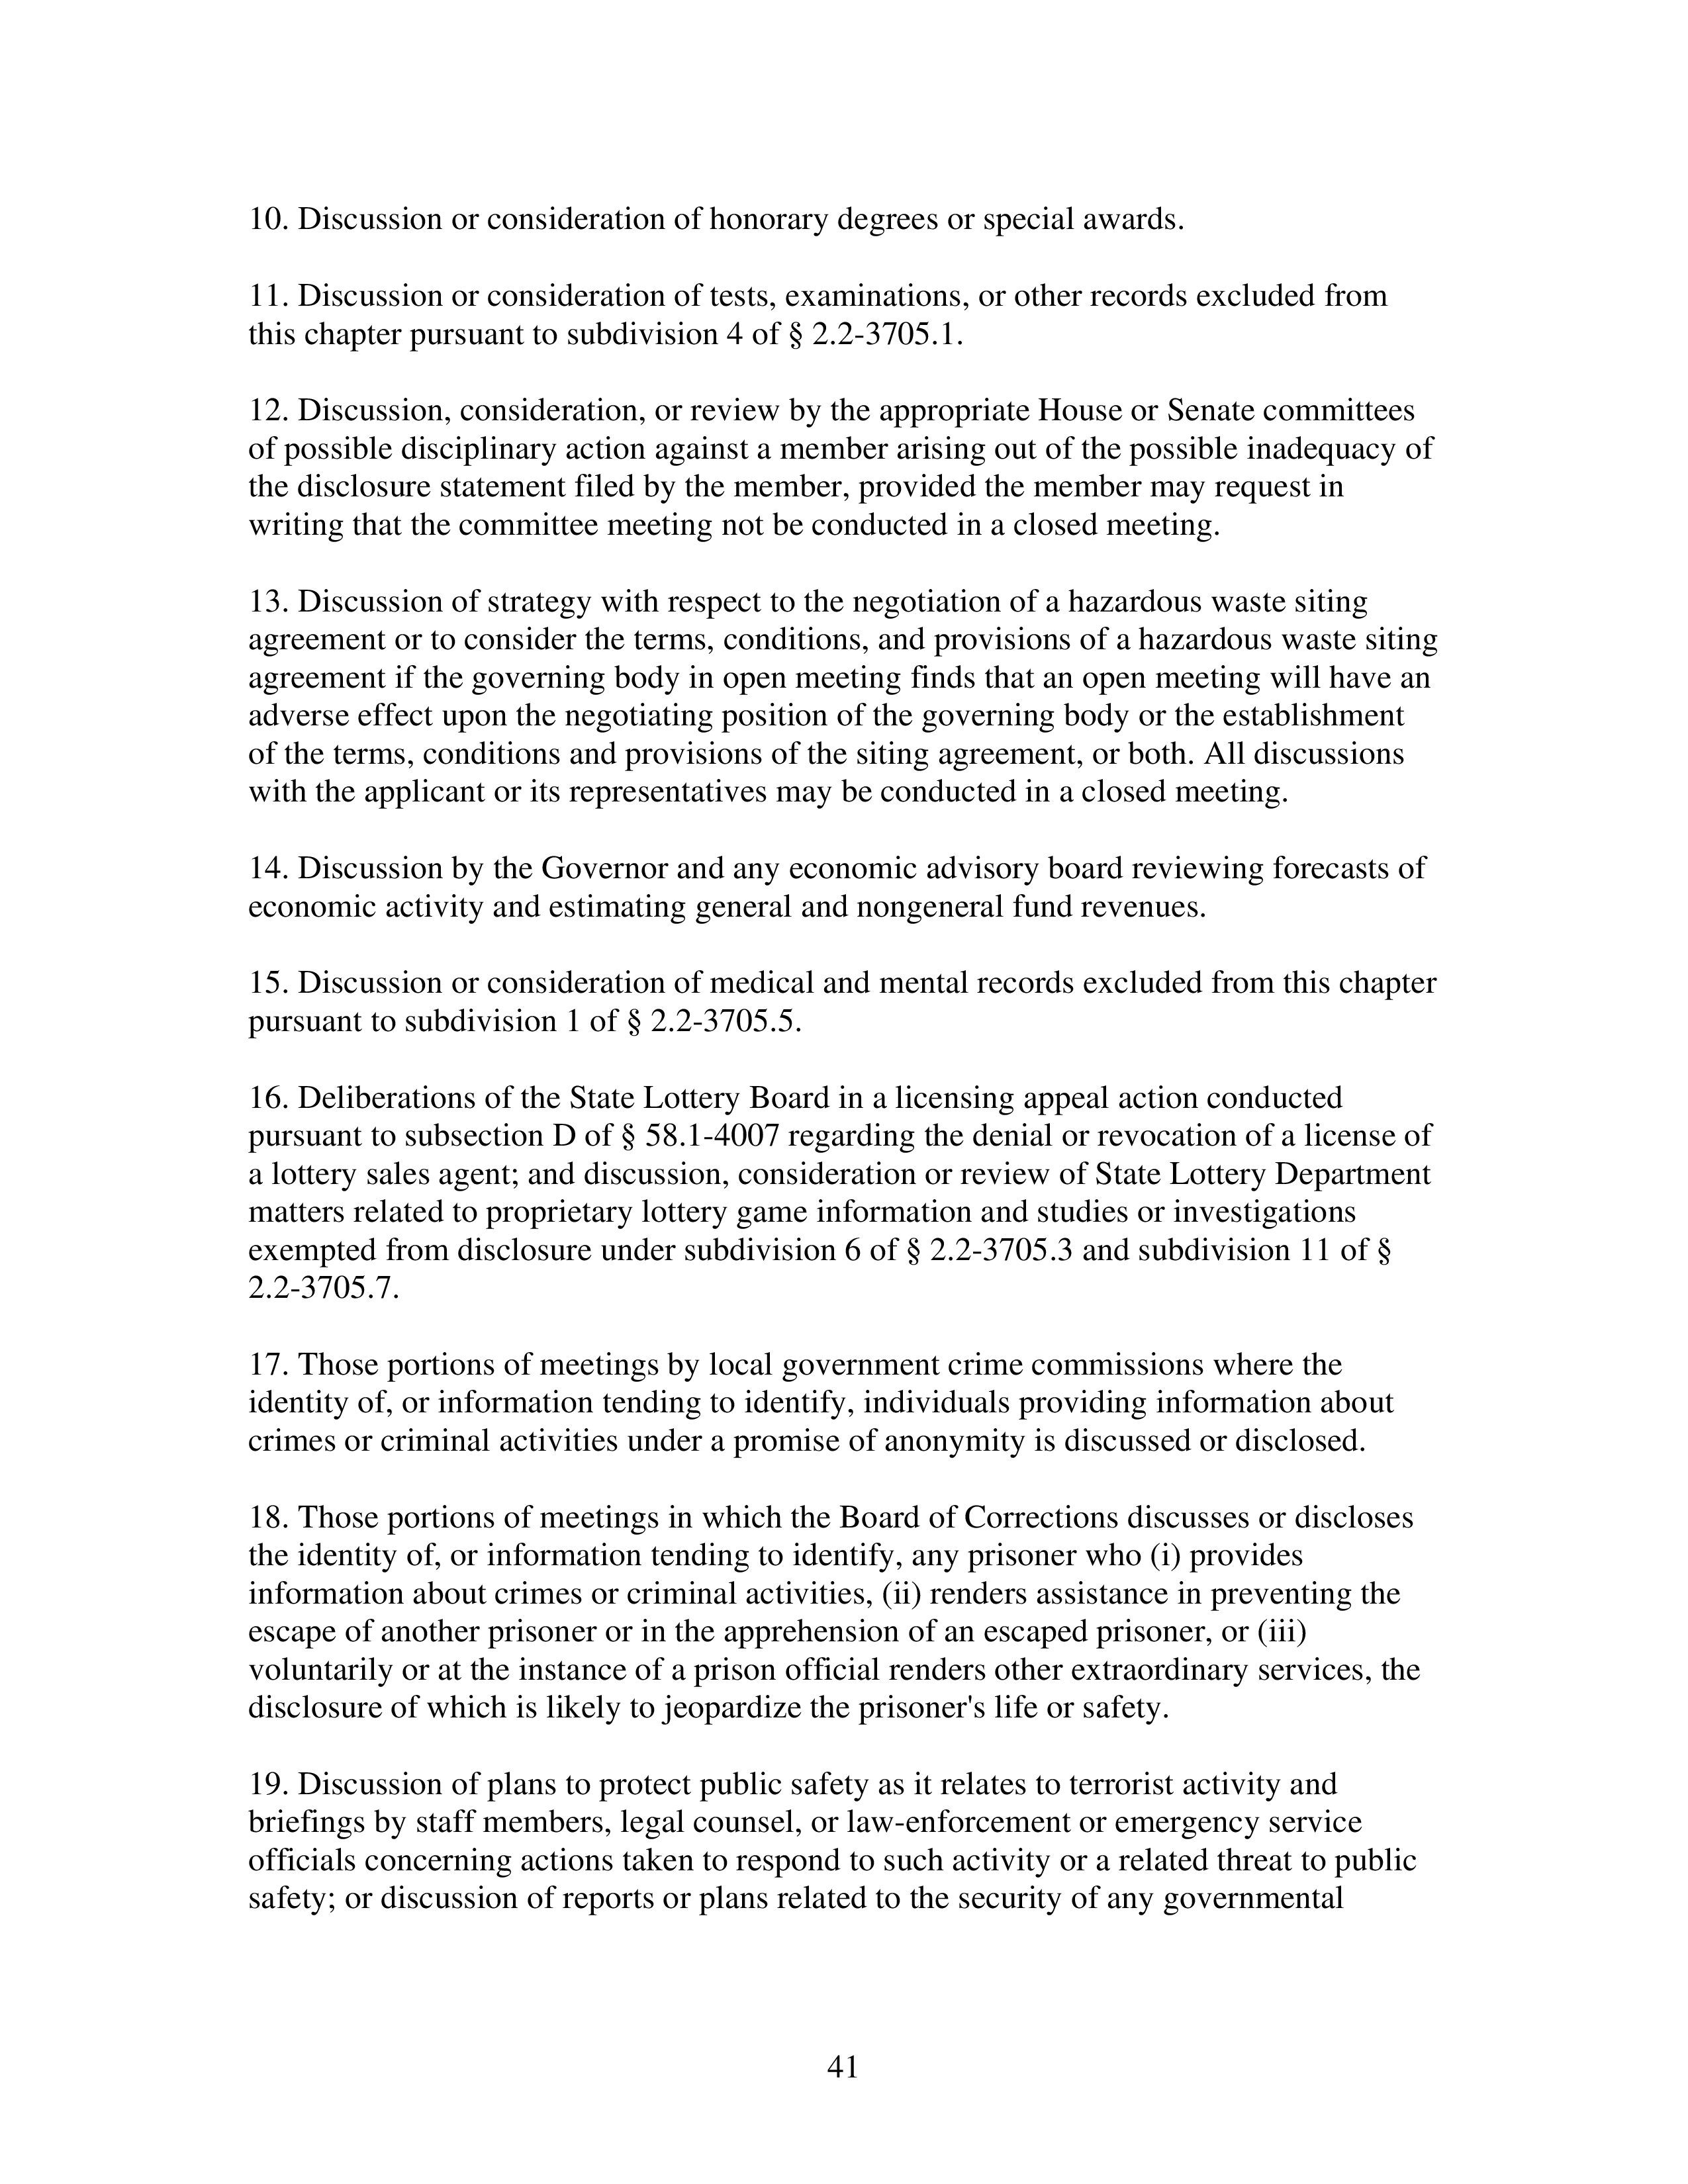 10. Discussion or consideration of honorary degrees or special awards.
11. Discussion or consideration of tests, examinations, or other records excluded from
this chapter pursuant to subdivision 4 of § 2.2-3705.1.
12. Discussion, consideration, or review by the appropriate House or Senate committees
of possible disciplinary action against a member arising out of the possible inadequacy of
the disclosure statement filed by the member, provided the member may request in
writing that the committee meeting not be conducted in a closed meeting.
13. Discussion of strategy with respect to the negotiation of a hazardous waste siting
agreement or to consider the terms, conditions, and provisions of a hazardous waste siting
agreement if the governing body in open meeting finds that an open meeting will have an
adverse effect upon the negotiating position of the governing body or the establishment
of the terms, conditions and provisions of the siting agreement, or both. All discussions
with the applicant or its representatives may be conducted in a closed meeting.
14. Discussion by the Governor and any economic advisory board reviewing forecasts of
economic activity and estimating general and nongeneral fund revenues.
15. Discussion or consideration of medical and mental records excluded from this chapter
pursuant to subdivision 1 of § 2.2-3705.5.
16. Deliberations of the State Lottery Board in a licensing appeal action conducted
pursuant to subsection D of § 58.1-4007 regarding the denial or revocation of a license of
a lottery sales agent; and discussion, consideration or review of State Lottery Department
matters related to proprietary lottery game information and studies or investigations
exempted from disclosure under subdivision 6 of § 2.2-3705.3 and subdivision 11 of §
2.2-3705.7.
17. Those portions of meetings by local government crime commissions where the
identity of, or information tending to identify, individuals providing information about
crimes or criminal activities under a promise of anonymity is discussed or disclosed.
18. Those portions of meetings in which the Board of Corrections discusses or discloses
the identity of, or information tending to identify, any prisoner who (i) provides
information about crimes or criminal activities, (ii) renders assistance in preventing the
escape of another prisoner or in the apprehension of an escaped prisoner, or (iii)
voluntarily or at the instance of a prison official renders other extraordinary services, the
disclosure of which is likely to jeopardize the prisoner's life or safety.
19. Discussion of plans to protect public safety as it relates to terrorist activity and
briefings by staff members, legal counsel, or law-enforcement or emergency service
officials concerning actions taken to respond to such activity or a related threat to public
safety; or discussion of reports or plans related to the security of any governmental
41